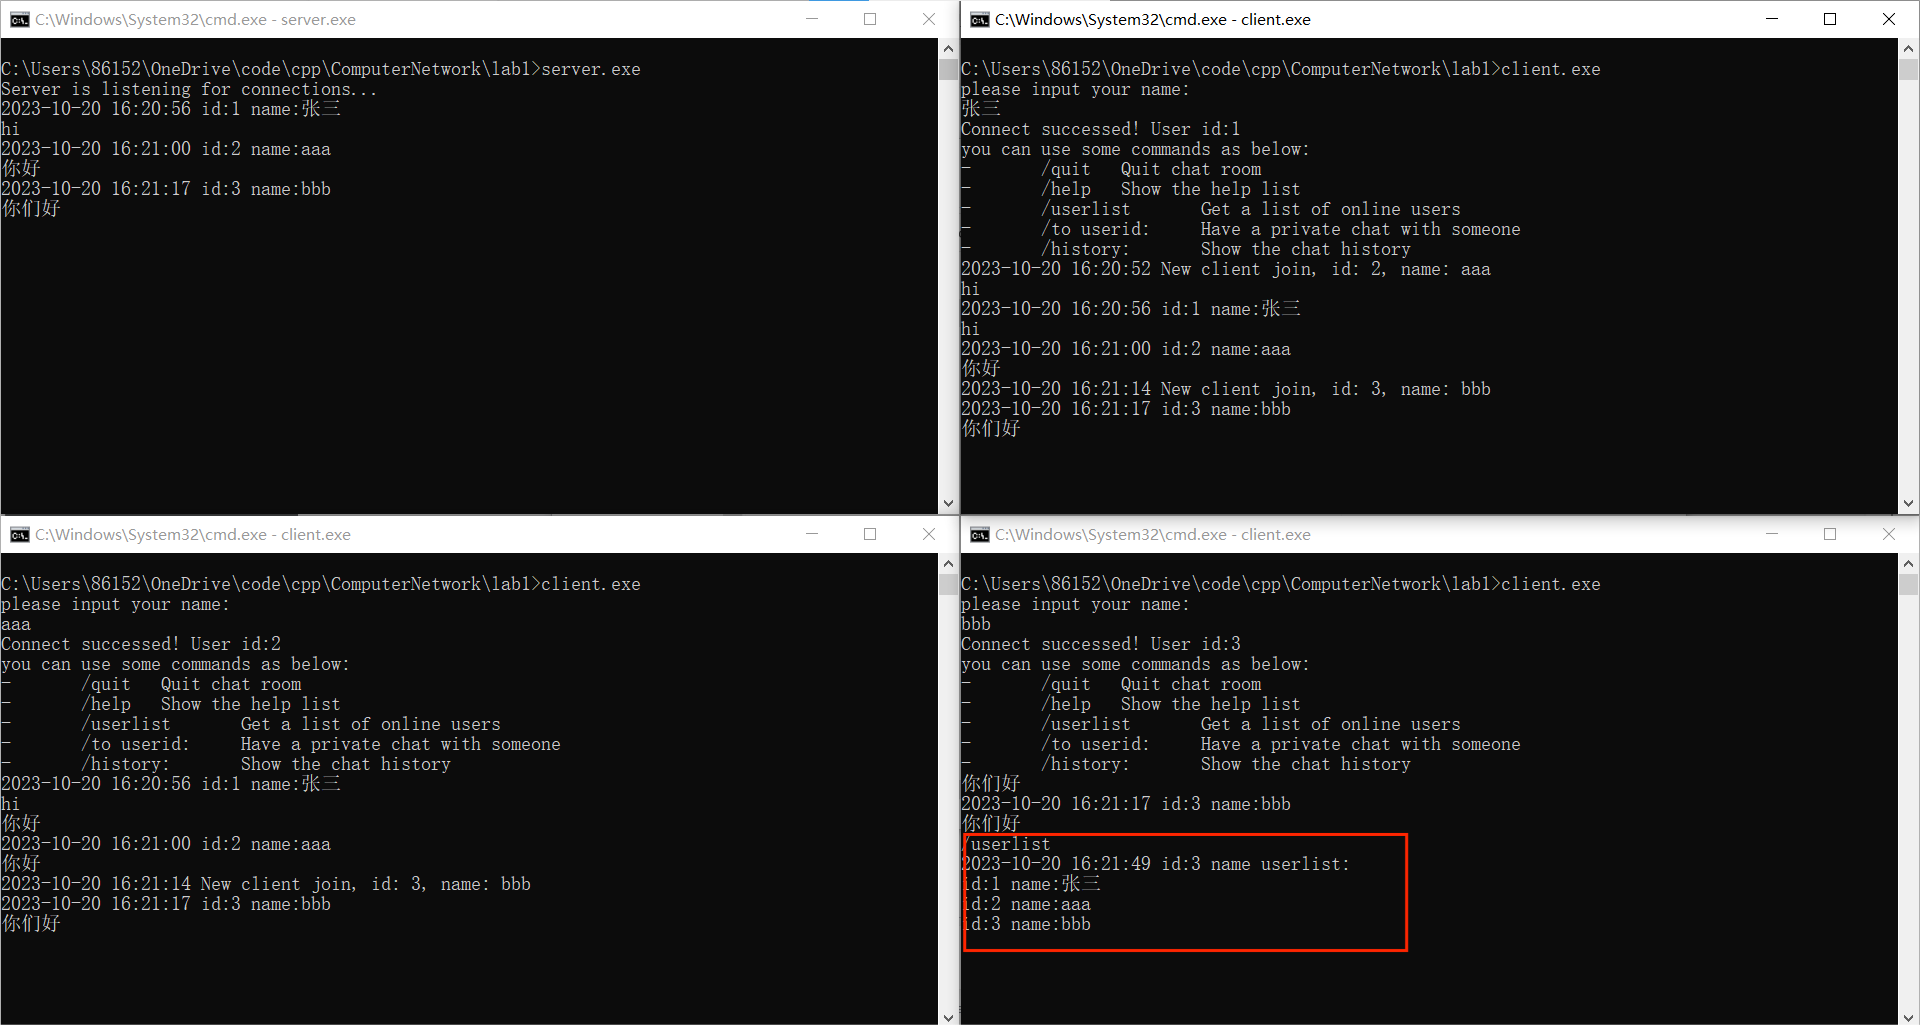 C:\Windows\System32\cmd.exe - server.exe
C:\Users\86152\OneDrive\code\cpp\ComputerNetwork\lab1>server.exe
Server is listening for connections...
2023-10-20 16:20:56 id:1 name:张三
hi
2023-10-20 16:21:00 id:2 name:aaa
你好
2023-10-20 16:21:17 id:3 name:bbb
你们好
C:\Windows\System32\cmd.exe - client.exe
C:\Users\86152\OneDrive\code\cpp\ComputerNetwork\lab1>client.exe
please input your name:
张三
Connect successed! User id:1
you can use some commands as below:
- /quit Quit chat room
- /help Show the help list
- /userlist Get a list of online users
- /to userid: Have a private chat with someone
- /history: Show the chat history
2023-10-20 16:20:52 New client join, id: 2, name: aaa
hi
2023-10-20 16:20:56 id:1 name:张三
hi
2023-10-20 16:21:00 id:2 name:aaa
你好
2023-10-20 16:21:14 New client join, id: 3, name: bbb
2023-10-20 16:21:17 id:3 name:bbb
你们好
C:\Windows\System32\cmd.exe - client.exe
C:\Users\86152\OneDrive\code\cpp\ComputerNetwork\lab1>client.exe
please input your name:
aaa
Connect successed! User id:2
you can use some commands as below:
- /quit Quit chat room
- /help Show the help list
- /userlist Get a list of online users
- /to userid: Have a private chat with someone
- /history: Show the chat history
2023-10-20 16:20:56 id:1 name:张三
hi
你好
2023-10-20 16:21:00 id:2 name:aaa
你好
2023-10-20 16:21:14 New client join, id: 3, name: bbb
2023-10-20 16:21:17 id:3 name:bbb
你们好
C:\Windows\System32\cmd.exe - client.exe
C:\Users\86152\OneDrive\code\cpp\ComputerNetwork\lab1>client.exe
please input your name:
bbb
Connect successed! User id:3
you can use some commands as below:
- /quit Quit chat room
- /help Show the help list
- /userlist Get a list of online users
- /to userid: Have a private chat with someone
- /history: Show the chat history
你们好
2023-10-20 16:21:17 id:3 name:bbb
你们好
/userlist
2023-10-20 16:21:49 id:3 name userlist:
id:1 name:张三
id:2 name:aaa
id:3 name:bbb